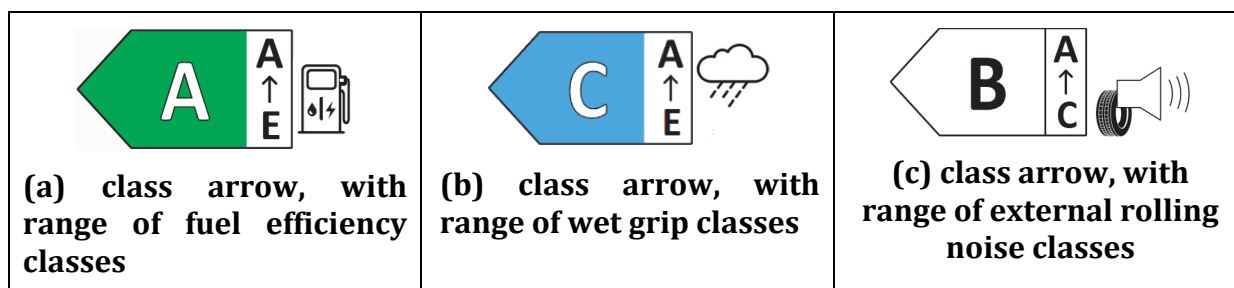 A
A
↑
E
(a) class arrow, with
range of fuel efficiency
classes
C
A
↑
E
(b) class arrow, with
range of wet grip classes
B
A
↑
C
(c) class arrow, with
range of external rolling
noise classes